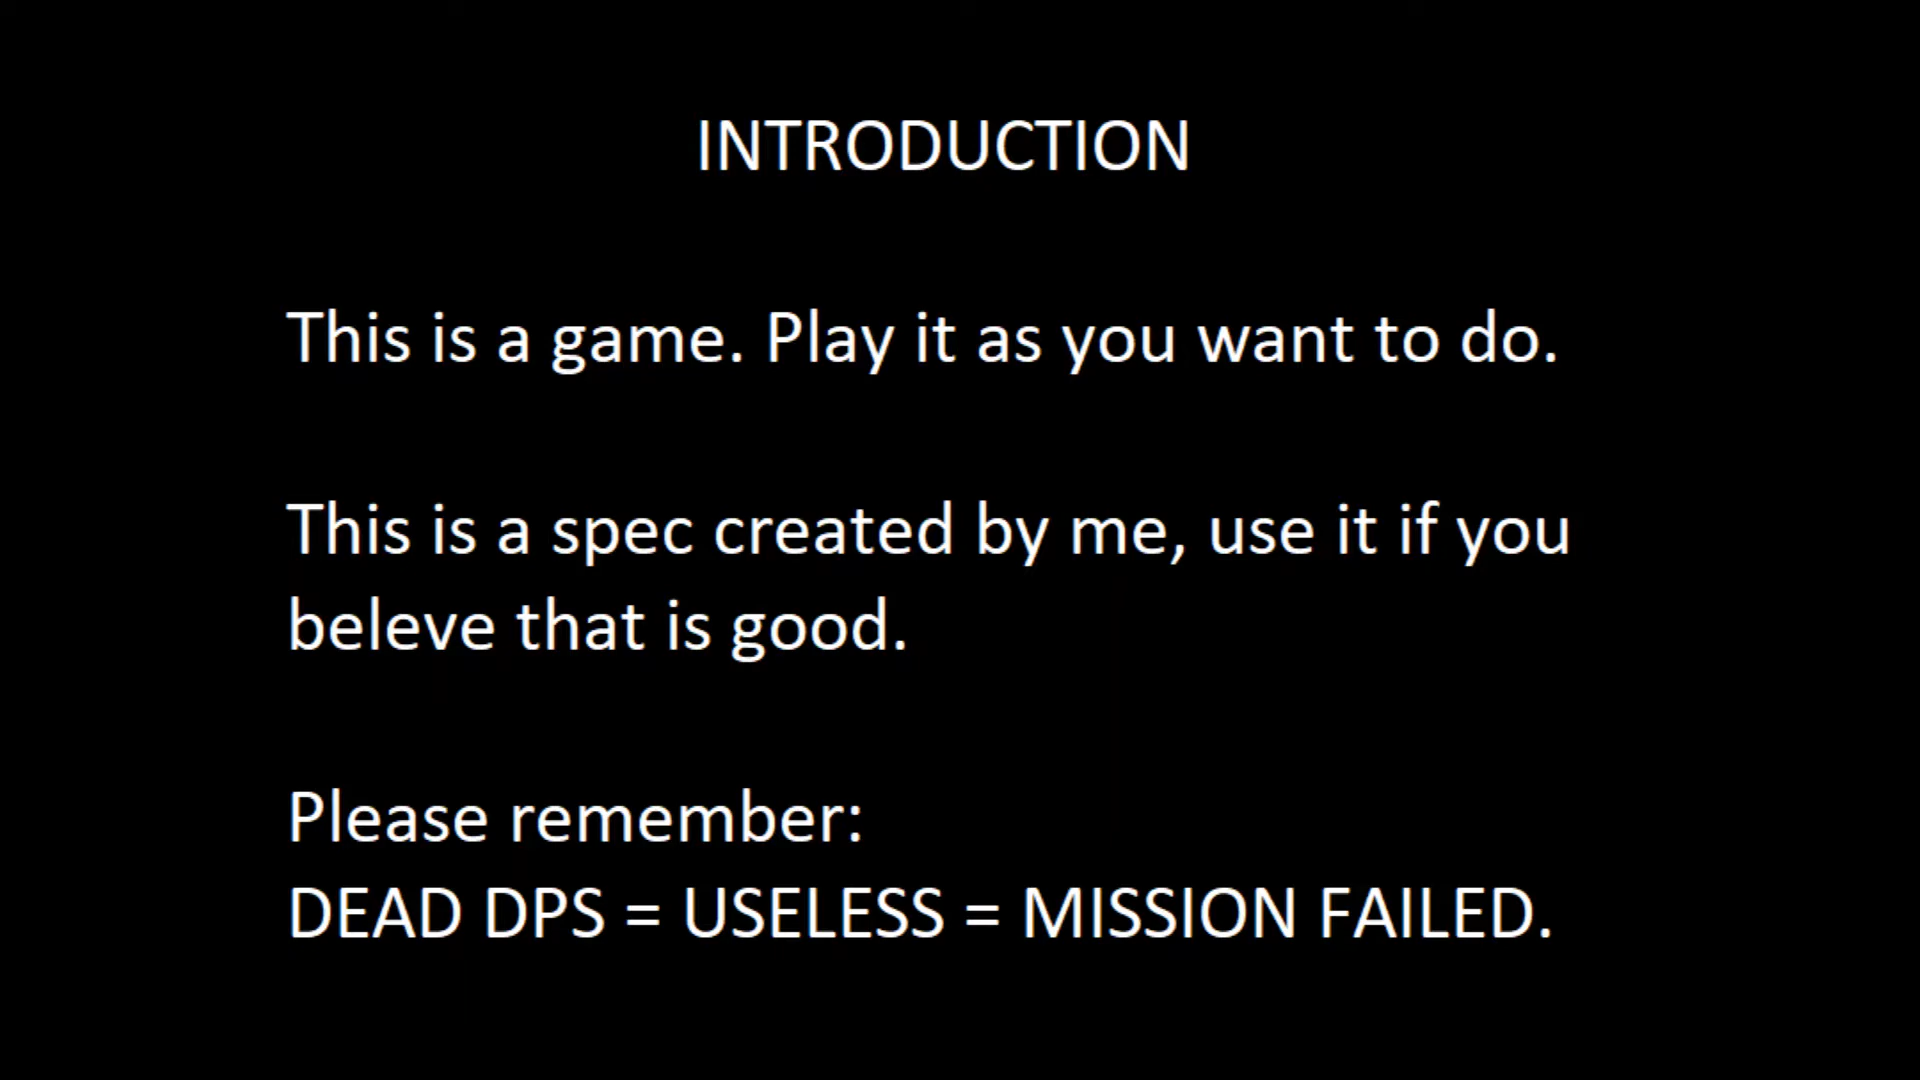 INTRODUCTION
This is a game. Play it as you want to do.
This is a spec created by me, use it if you
beleve that is good.
Please remember:
DEAD DPS = USELESS = MISSION FAILED.